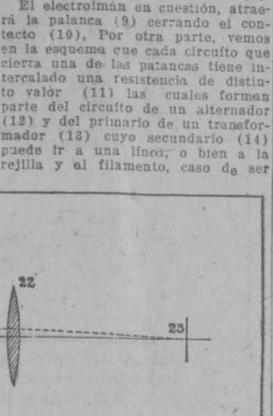 El electroimán en cuestión, atrae-
rá la palanca (9) cerrando el con-
tacto (10), Por otra parte, vemos
en la esquema que cada circuíto que
cierra una de las palancas tiene in-
tercalado una resistencia de distin-
to valór (11) las cuales forman
parte del circuíto de un alternador
(12) y del primario de un transfor-
mador (13) cuyo secundario (14)
puede ir a una línea, o bien a la
rejilla y al filamento, caso de ser
22
23